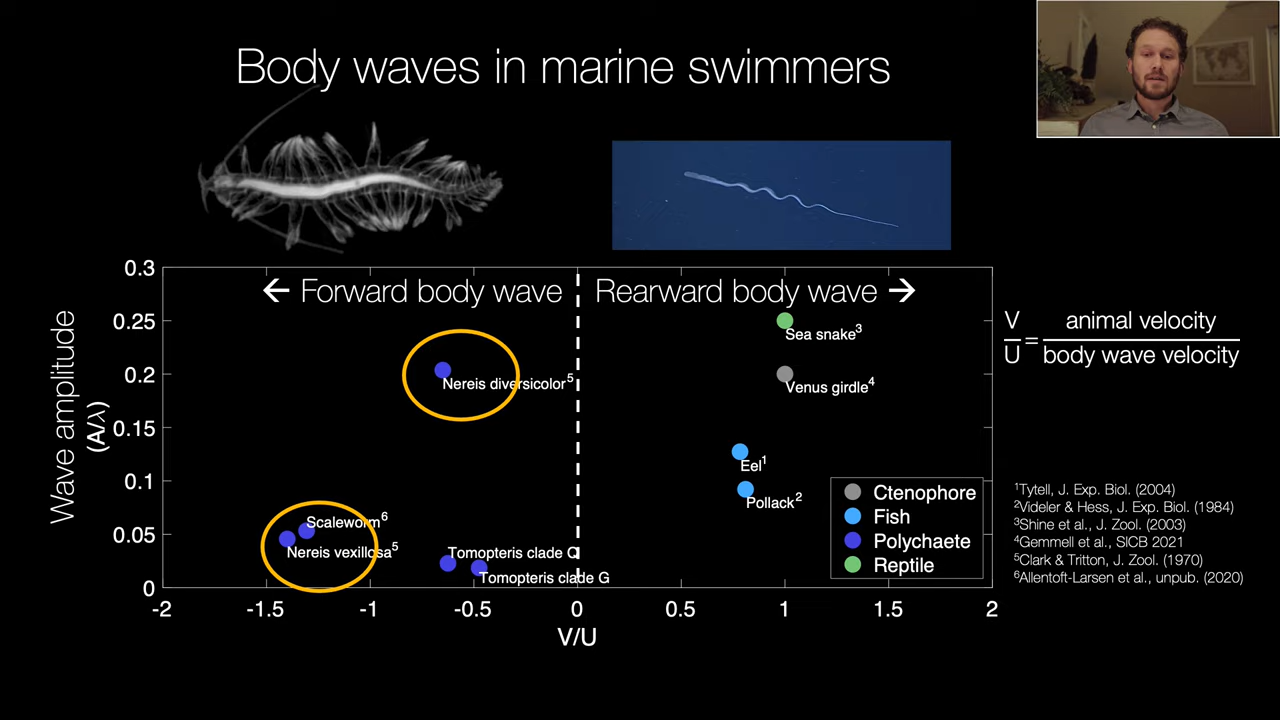 Body waves in marine swimmers
← Forward body wave
Rearward body wave →
Wave amplitude
(A/λ)
0.3
0.25
0.2
0.15
0.1
0.05
0
-2
-1.5
-1
-0.5
0
0.5
1
1.5
2
V/U
Nereis diversicolor⁵
Scaleworm⁶
Nereis vexillosa⁵
Tomopteris clade C
Tomopteris clade G
Sea snake³
Venus girdle⁴
Eel¹
Pollack²
Ctenophore
Fish
Polychaete
Reptile
V/U = animal velocity/body wave velocity
¹Tytell, J. Exp. Biol. (2004)
²Videler & Hess, J. Exp. Biol. (1984)
³Shine et al., J. Zool. (2003)
⁴Gemmell et al., SICB 2021
⁵Clark & Tritton, J. Zool. (1970)
⁶Allentoft-Larsen et al., unpub. (2020)